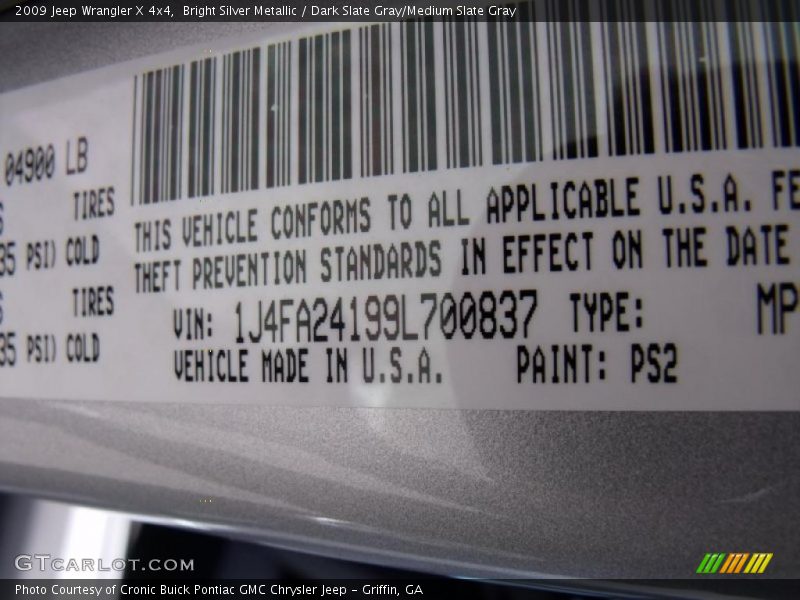 2009 Jeep Wrangler X 4x4,  Bright Silver Metallic / Dark Slate Gray/Medium Slate Gray
04900 LB
TIRES
35 PSI) COLD
TIRES
35 PSI) COLD
THIS VEHICLE CONFORMS TO ALL APPLICABLE U.S.A. FE
THEFT PREVENTION STANDARDS IN EFFECT ON THE DATE
VIN: 1J4FA24199L700837 TYPE: MP
VEHICLE MADE IN U.S.A. PAINT: PS2
GTCARLOT.COM
Photo Courtesy of Cronic Buick Pontiac GMC Chrysler Jeep – Griffin, GA